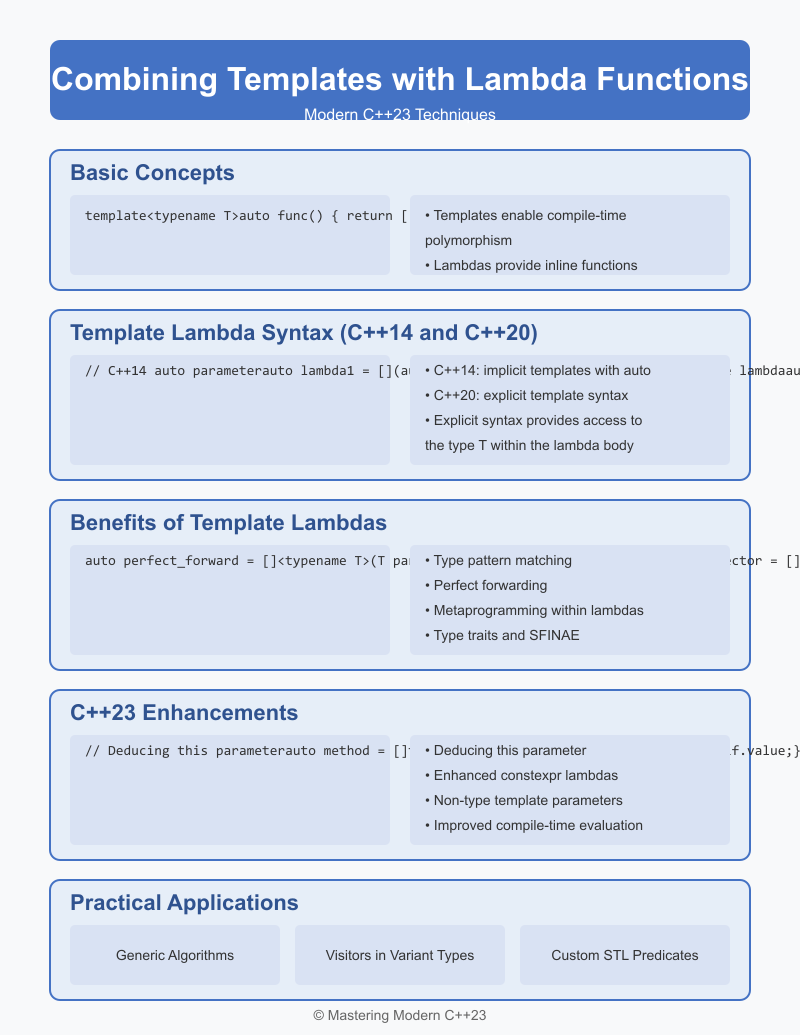 Combining Templates with Lambda Functions
Modern C++23 Techniques
Basic Concepts
template<typename T>auto func() { return [
• Templates enable compile-time
polymorphism
• Lambdas provide inline functions
Template Lambda Syntax (C++14 and C++20)
// C++14 auto parameterauto lambda1 = [](au
• C++14: implicit templates with auto
lambdaau
• C++20: explicit template syntax
• Explicit syntax provides access to
the type T within the lambda body
Benefits of Template Lambdas
auto perfect_forward = []<typename T>(T pa
• Type pattern matching
ctor = []
• Perfect forwarding
• Metaprogramming within lambdas
• Type traits and SFINAE
C++23 Enhancements
// Deducing this parameterauto method = []
• Deducing this parameter
f.value;}
• Enhanced constexpr lambdas
• Non-type template parameters
• Improved compile-time evaluation
Practical Applications
Generic Algorithms
Visitors in Variant Types
Custom STL Predicates
© Mastering Modern C++23